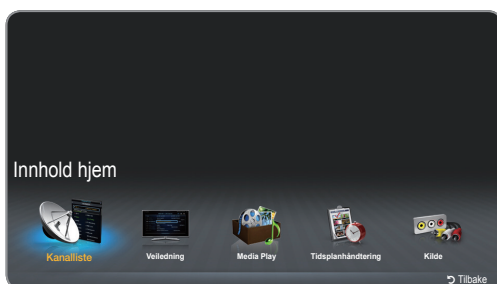 Innhold hjem
Kanalliste Veiledning Media Play Tidsplanhåndtering Kilde
Tilbake